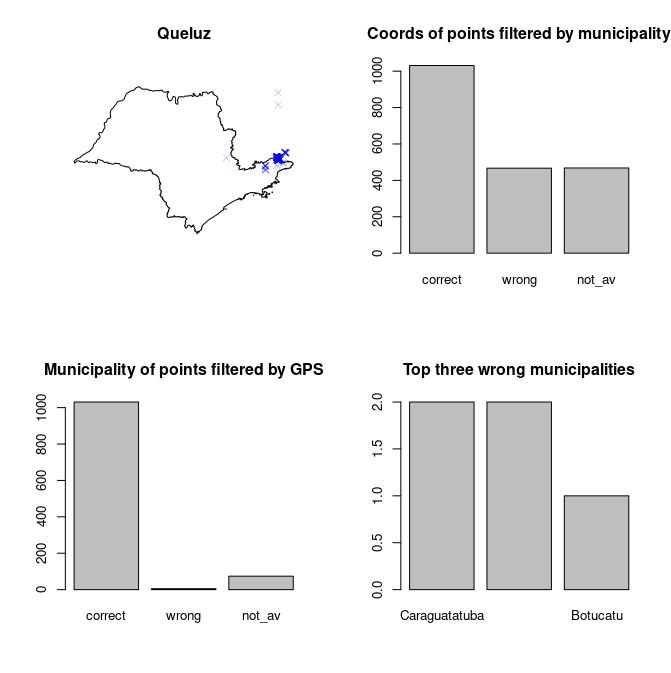 Queluz
Coords of points filtered by municipality
0
200
400
600
800
1000
correct wrong not_av
Municipality of points filtered by GPS
0
200
400
600
800
1000
correct wrong not_av
Top three wrong municipalities
0.0
0.5
1.0
1.5
2.0
Caraguatatuba Botucatu